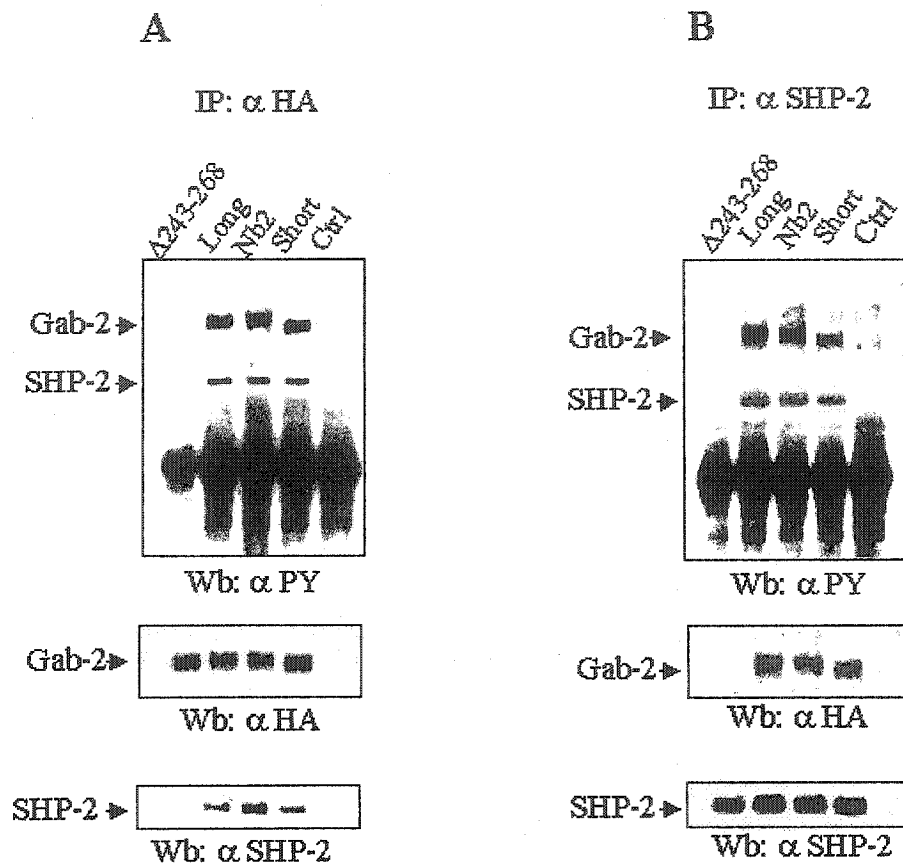 A
IP: α HA
Δ243-268
Long
Nb2
Short
Ctrl
Gab-2
SHP-2
Wb: α PY
Gab-2
Wb: α HA
SHP-2
Wb: α SHP-2
B
IP: α SHP-2
Δ243-268
Long
Nb2
Short
Ctrl
Gab-2
SHP-2
Wb: α PY
Gab-2
Wb: α HA
SHP-2
Wb: α SHP-2